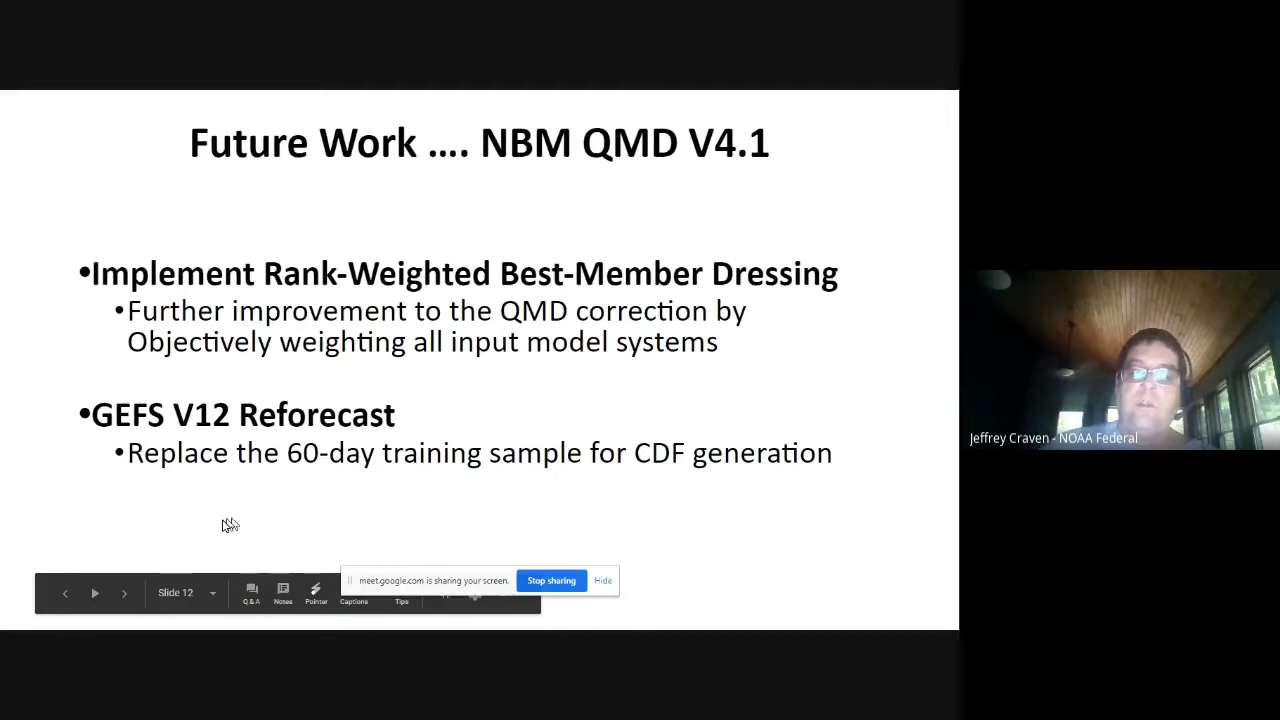 Future Work .... NBM QMD V4.1
•Implement Rank-Weighted Best-Member Dressing
•Further improvement to the QMD correction by
Objectively weighting all input model systems
•GEFS V12 Reforecast
•Replace the 60-day training sample for CDF generation
Jeffrey Craven - NOAA Federal
meet.google.com is sharing your screen.
Stop sharing
Hide
Slide 12
Q & A
Notes
Pointer
Captions
Tips